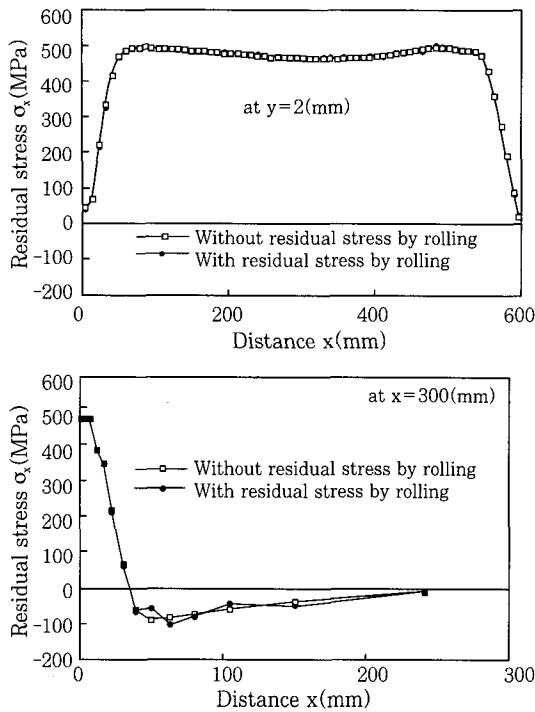 600
500
400
300
200
100
0
-100
-200
Residual stress σx(MPa)
at y=2(mm)
Without residual stress by rolling
With residual stress by rolling
0
200
400
600
Distance x(mm)
600
500
400
300
200
100
0
-100
-200
Residual stress σx(MPa)
at x=300(mm)
Without residual stress by rolling
With residual stress by rolling
0
100
200
300
Distance x(mm)